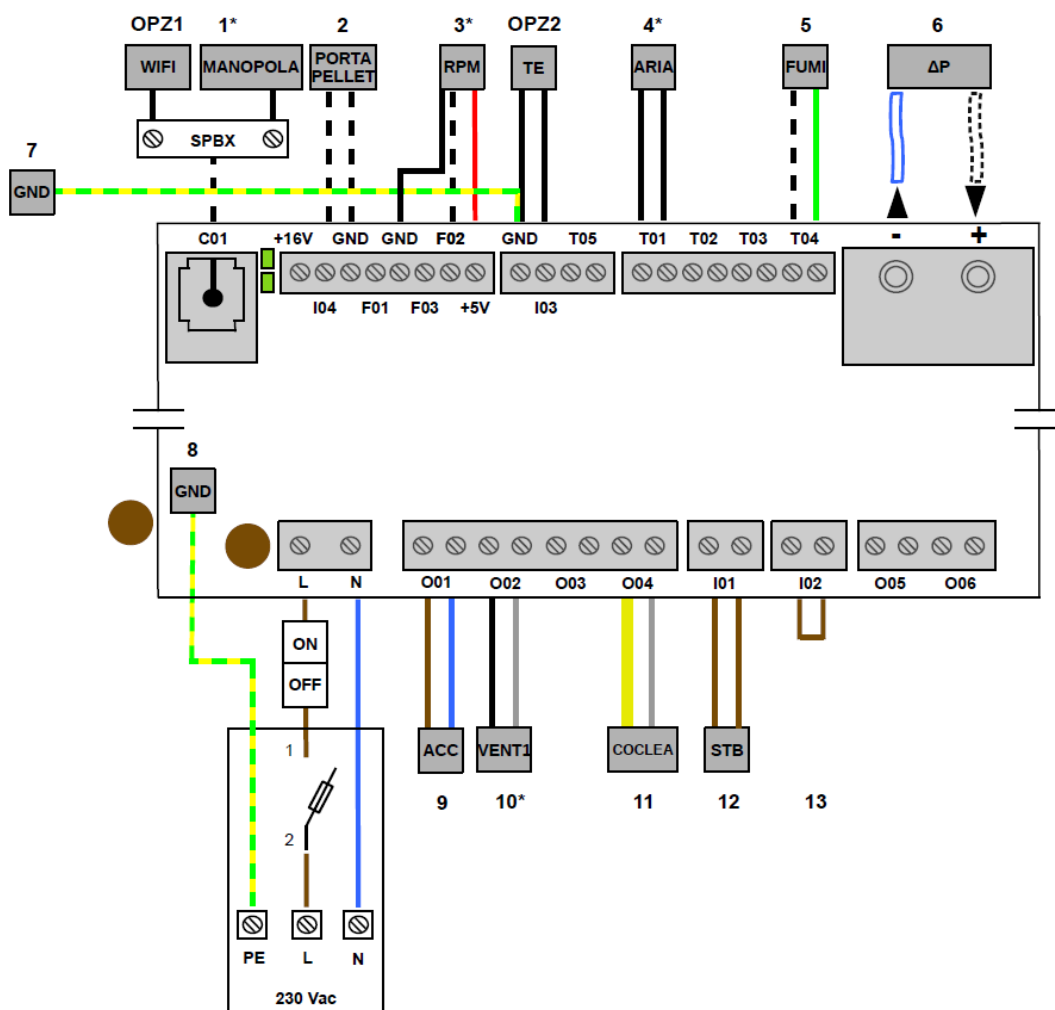 OPZ1 1* 2 3* OPZ2 4* 5 6
WIFI MANOPOLA PORTA PELLET RPM TE ARIA FUMI ΔP
SPBX
7
GND
C01 +16V GND GND F02 GND T05 T01 T02 T03 T04 - +
I04 F01 F03 +5V I03
8
GND
L N O01 O02 O03 O04 I01 I02 O05 O06
ON
OFF
ACC VENT1 COCLEA STB
1
9 10* 11 12 13
2
PE L N
230 Vac